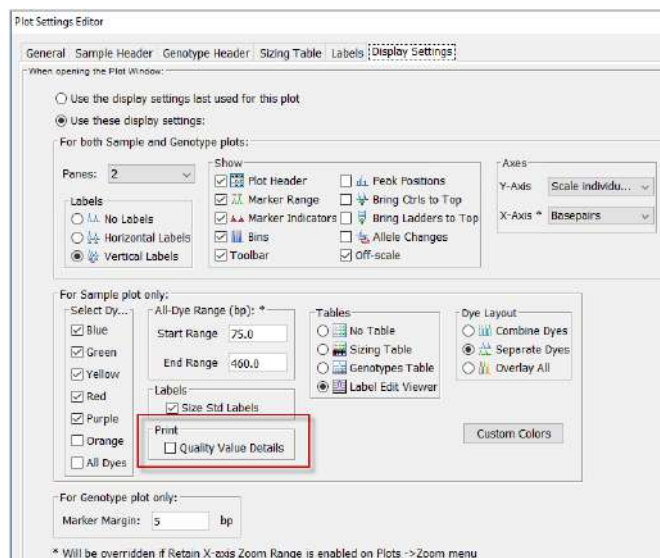 Plot Settings Editor
General Sample Header Genotype Header Sizing Table Labels Display Settings
When opening the Plot Window:
Use the display settings last used for this plot
Use these display settings:
For both Sample and Genotype plots:
Panes: 2
Labels
No Labels
Horizontal Labels
Vertical Labels
Show
Plot Header
Marker Range
Marker Indicators
Bins
Toolbar
Peak Positions
Bring Ctrls to Top
Bring Ladders to Top
Allele Changes
Off-scale
Axes
Y-Axis Scale individu...
X-Axis * Basepairs
For Sample plot only:
Select Dy...
Blue
Green
Yellow
Red
Purple
Orange
All Dyes
All-Dye Range (bp): *
Start Range 75.0
End Range 460.0
Labels
Size Std Labels
Print
Quality Value Details
Tables
No Table
Sizing Table
Genotypes Table
Label Edit Viewer
Dye Layout
Combine Dyes
Separate Dyes
Overlay All
Custom Colors
For Genotype plot only:
Marker Margin: 5 bp
* Will be overridden if Retain X-axis Zoom Range is enabled on Plots ->Zoom menu